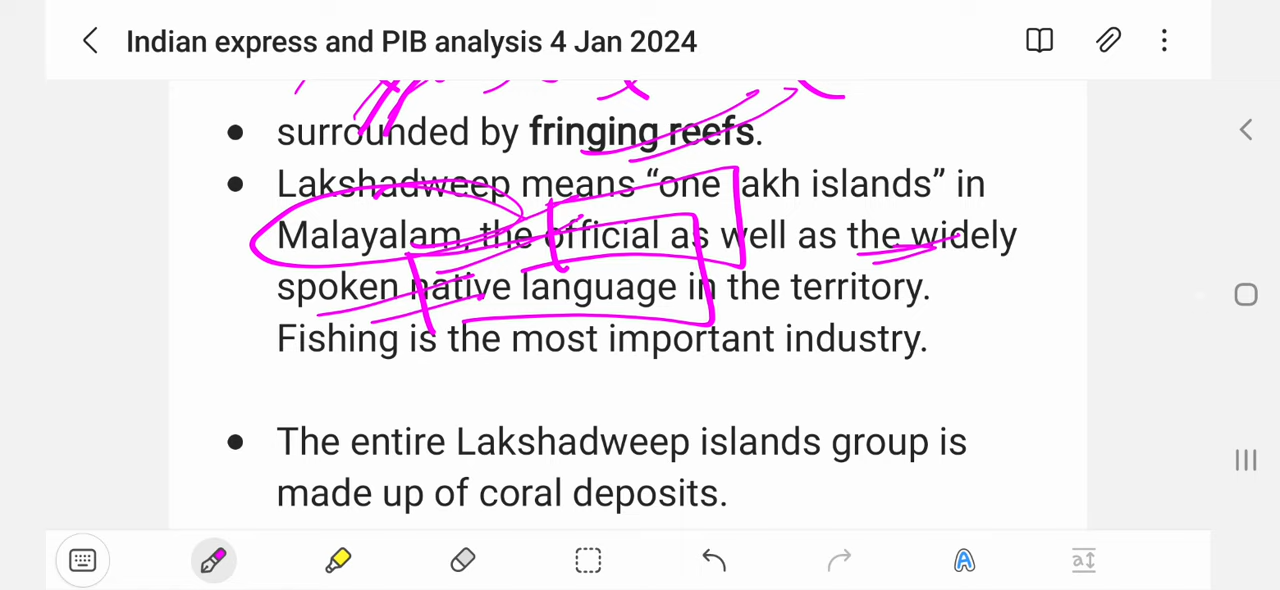 Indian express and PIB analysis 4 Jan 2024
• surrounded by fringing reefs.
• Lakshadweep means “one lakh islands” in
Malayalam, the official as well as the widely
spoken native language in the territory.
Fishing is the most important industry.
• The entire Lakshadweep islands group is
made up of coral deposits.